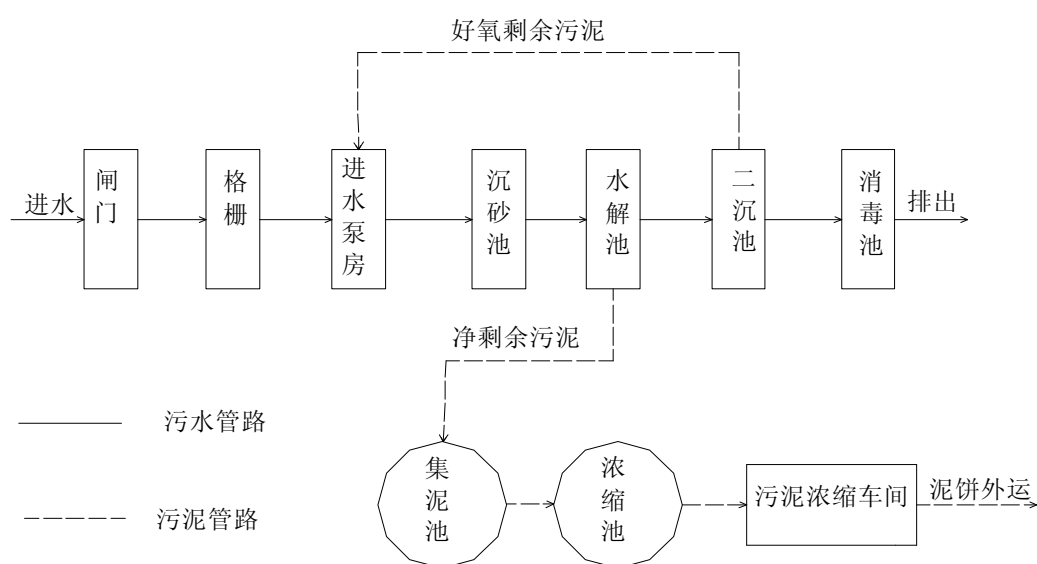 好氧剩余污泥
进水
闸门
格栅
进水泵房
沉砂池
水解池
二沉池
消毒池
排出
净剩余污泥
污水管路
污泥管路
集泥池
浓缩池
污泥浓缩车间
泥饼外运